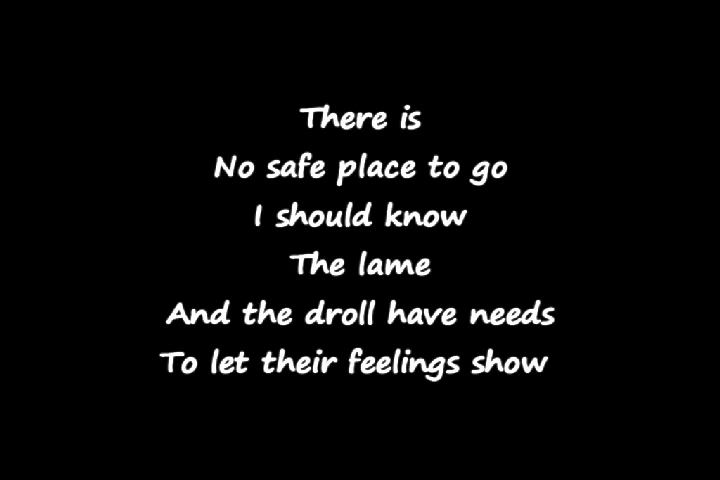 There is
No safe place to go
I should know
The lame
And the droll have needs
To let their feelings show